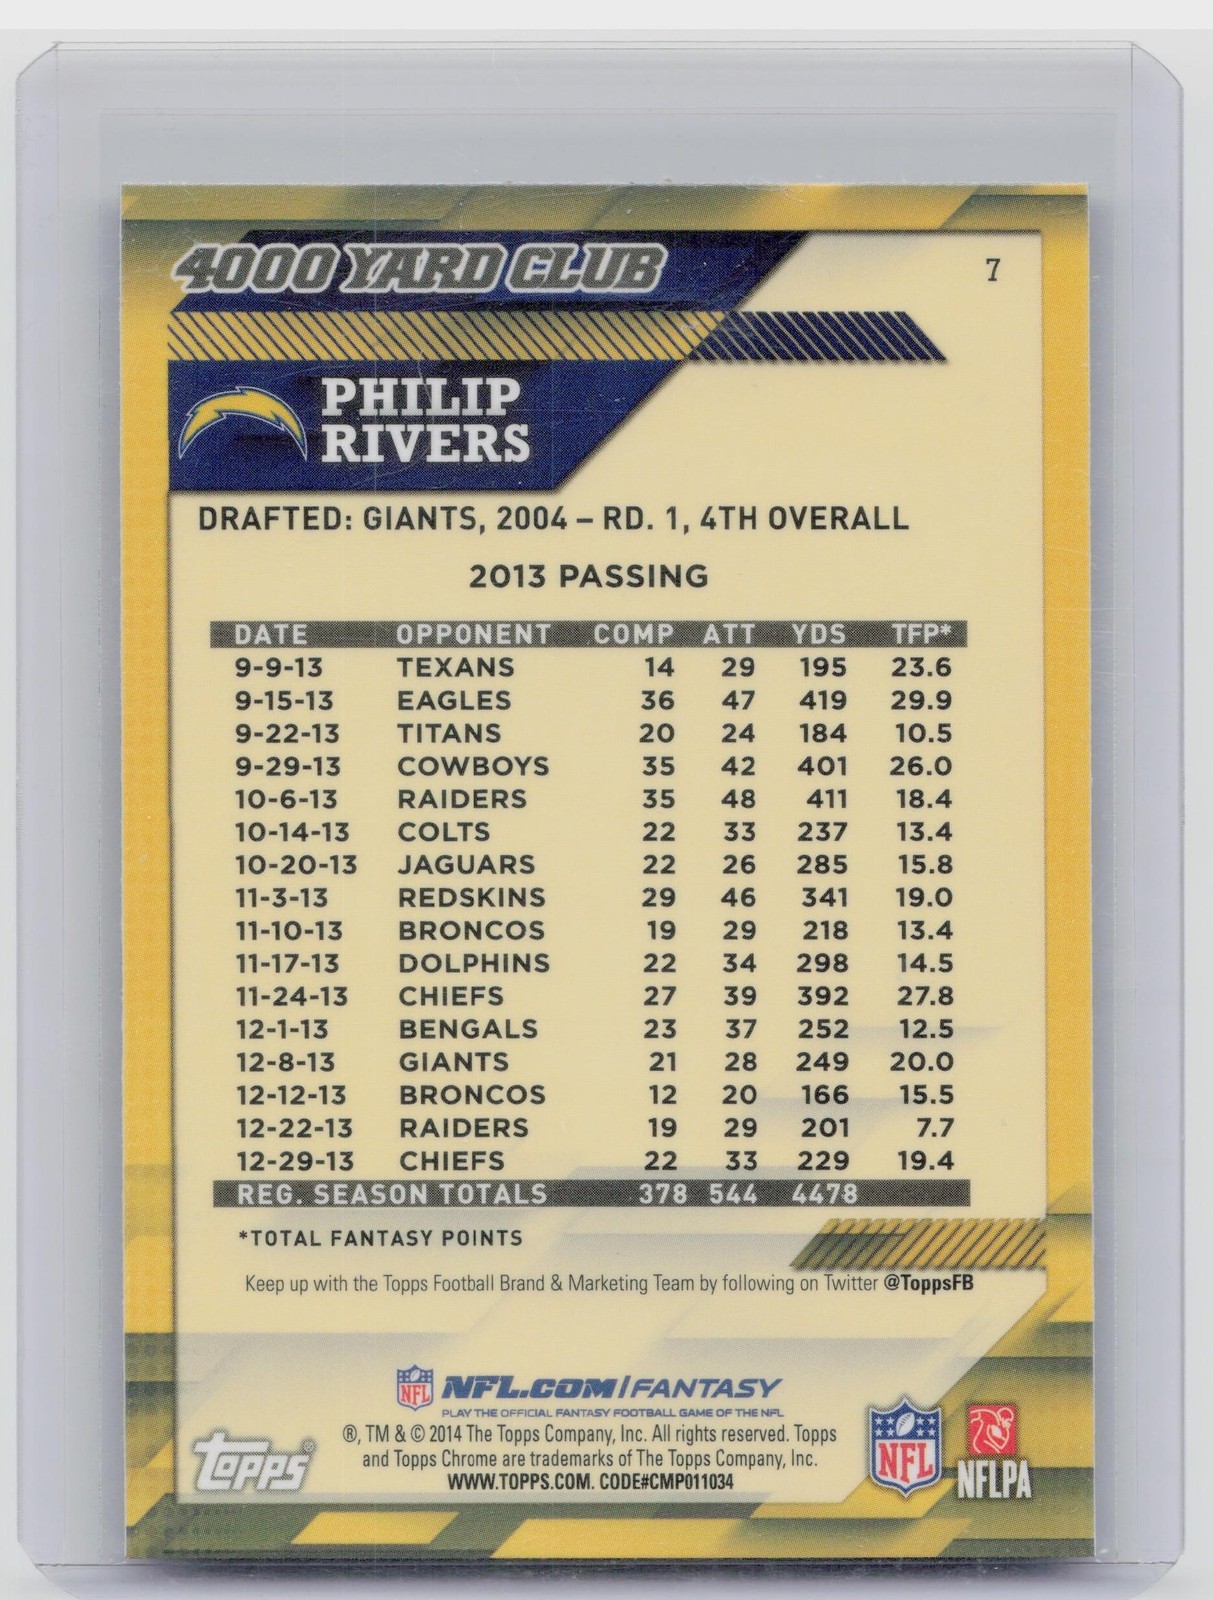 4000 YARD CLUB
7
PHILIP
RIVERS
DRAFTED: GIANTS, 2004 – RD. 1, 4TH OVERALL
2013 PASSING
DATE OPPONENT COMP ATT YDS TFP*
9-9-13 TEXANS 14 29 195 23.6
9-15-13 EAGLES 36 47 419 29.9
9-22-13 TITANS 20 24 184 10.5
9-29-13 COWBOYS 35 42 401 26.0
10-6-13 RAIDERS 35 48 411 18.4
10-14-13 COLTS 22 33 237 13.4
10-20-13 JAGUARS 22 26 285 15.8
11-3-13 REDSKINS 29 46 341 19.0
11-10-13 BRONCOS 19 29 218 13.4
11-17-13 DOLPHINS 22 34 298 14.5
11-24-13 CHIEFS 27 39 392 27.8
12-1-13 BENGALS 23 37 252 12.5
12-8-13 GIANTS 21 28 249 20.0
12-12-13 BRONCOS 12 20 166 15.5
12-22-13 RAIDERS 19 29 201 7.7
12-29-13 CHIEFS 22 33 229 19.4
REG. SEASON TOTALS 378 544 4478
*TOTAL FANTASY POINTS
Keep up with the Topps Football Brand & Marketing Team by following on Twitter @ToppsFB
NFL NFL.COM/FANTASY
PLAY THE OFFICIAL FANTASY FOOTBALL GAME OF THE NFL
®, TM & © 2014 The Topps Company, Inc. All rights reserved. Topps
and Topps Chrome are trademarks of The Topps Company, Inc.
WWW.TOPPS.COM. CODE#CMP011034
Topps®
NFL
NFLPA